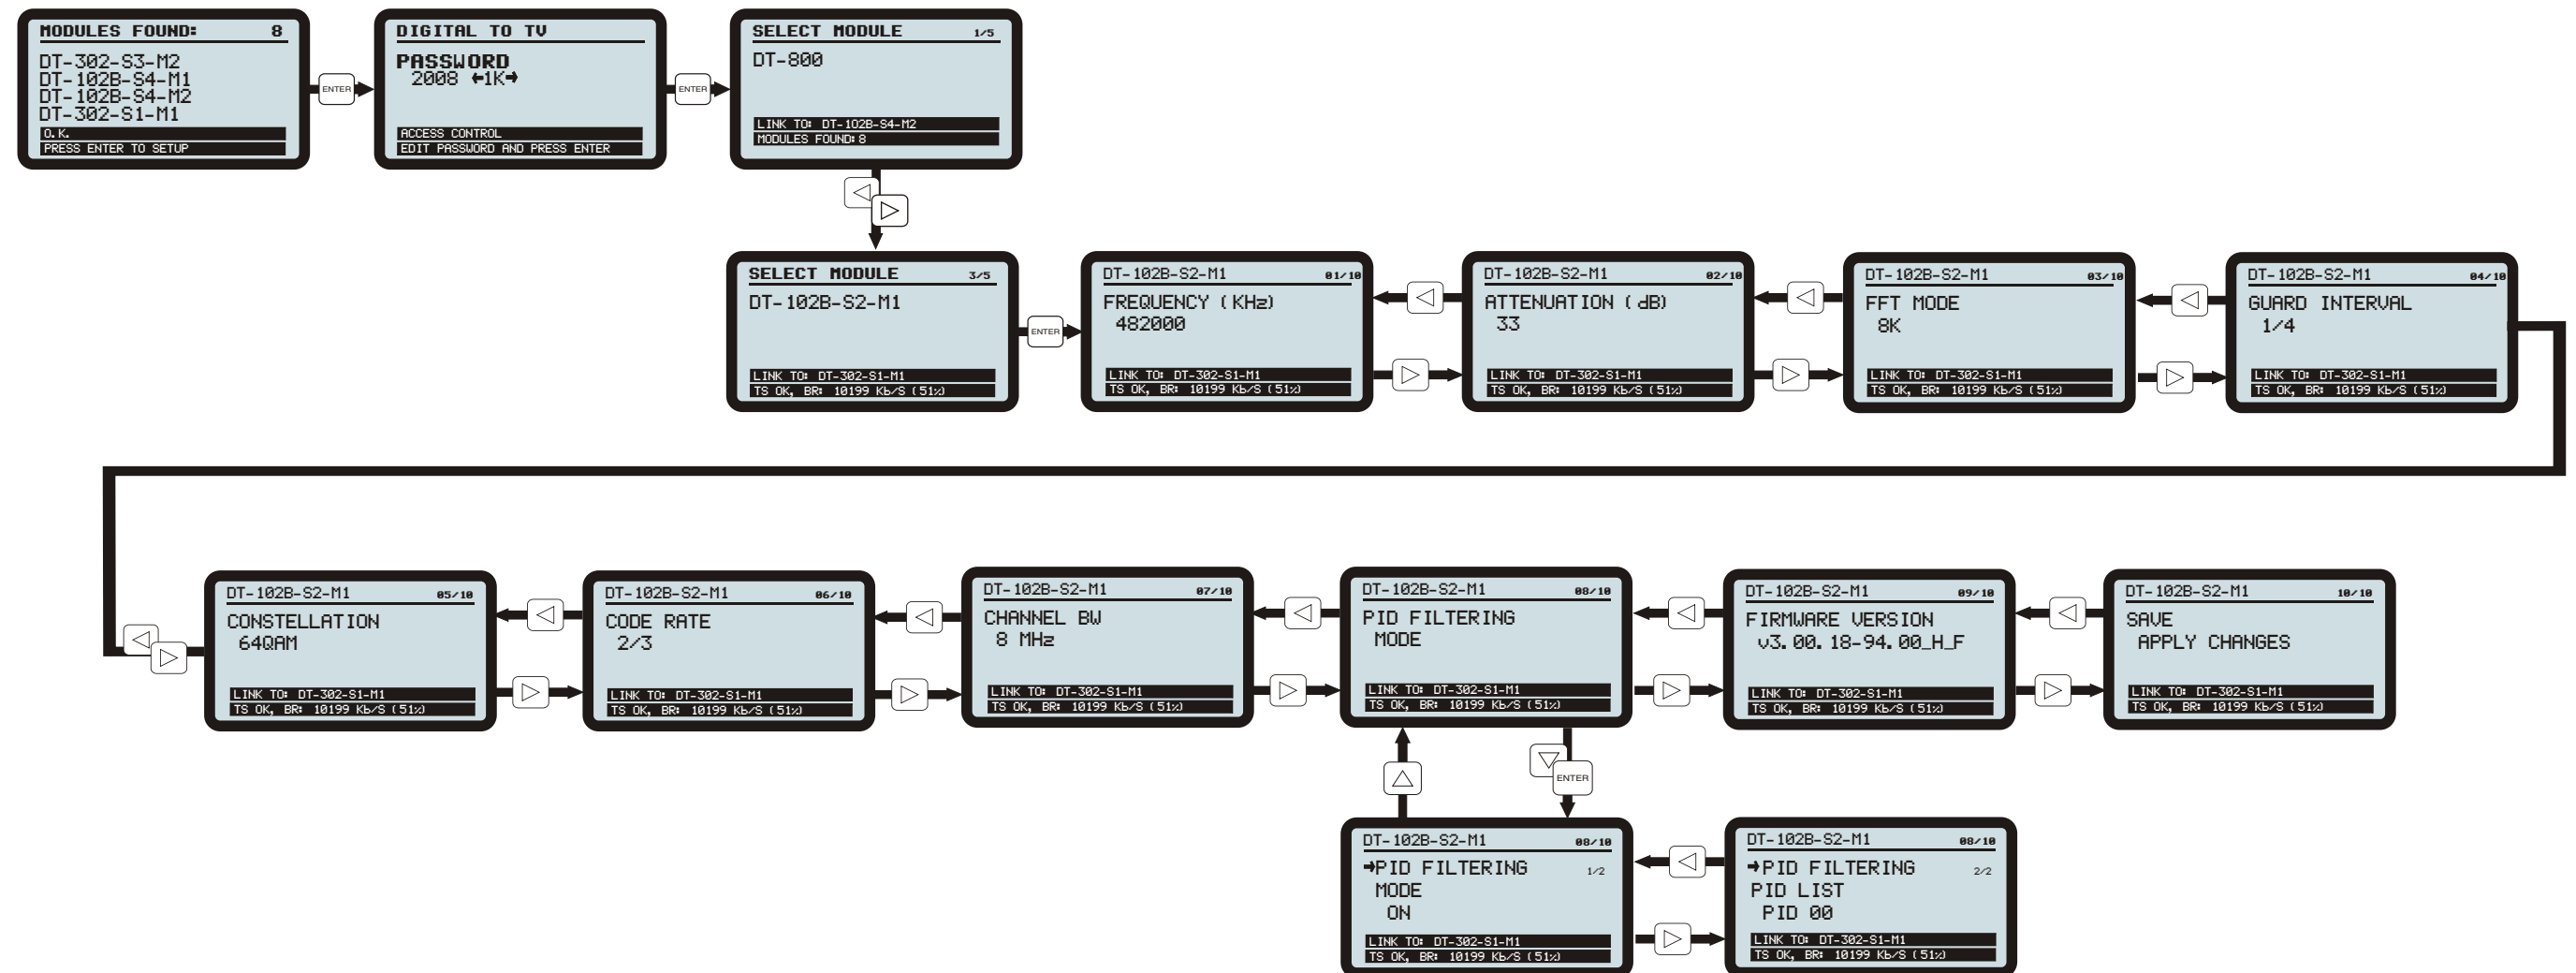 MODULES FOUND: 8
DT-302-S3-M2
DT-102B-S4-M1
DT-102B-S4-M2
DT-302-S1-M1
O.K.
PRESS ENTER TO SETUP
ENTER
DIGITAL TO TV
PASSWORD
2008 ←1K→
ACCESS CONTROL
EDIT PASSWORD AND PRESS ENTER
ENTER
SELECT MODULE 1/5
DT-800
LINK TO: DT-102B-S4-M2
MODULES FOUND: 8
SELECT MODULE 3/5
DT-102B-S2-M1
LINK TO: DT-302-S1-M1
TS OK, BR: 10199 Kb/S (51%)
ENTER
DT-102B-S2-M1 01/10
FREQUENCY (KHz)
482000
LINK TO: DT-302-S1-M1
TS OK, BR: 10199 Kb/S (51%)
DT-102B-S2-M1 02/10
ATTENUATION (dB)
33
LINK TO: DT-302-S1-M1
TS OK, BR: 10199 Kb/S (51%)
DT-102B-S2-M1 03/10
FFT MODE
8K
LINK TO: DT-302-S1-M1
TS OK, BR: 10199 Kb/S (51%)
DT-102B-S2-M1 04/10
GUARD INTERVAL
1/4
LINK TO: DT-302-S1-M1
TS OK, BR: 10199 Kb/S (51%)
DT-102B-S2-M1 05/10
CONSTELLATION
64QAM
LINK TO: DT-302-S1-M1
TS OK, BR: 10199 Kb/S (51%)
DT-102B-S2-M1 06/10
CODE RATE
2/3
LINK TO: DT-302-S1-M1
TS OK, BR: 10199 Kb/S (51%)
DT-102B-S2-M1 07/10
CHANNEL BW
8 MHz
LINK TO: DT-302-S1-M1
TS OK, BR: 10199 Kb/S (51%)
DT-102B-S2-M1 08/10
PID FILTERING
MODE
LINK TO: DT-302-S1-M1
TS OK, BR: 10199 Kb/S (51%)
DT-102B-S2-M1 09/10
FIRMWARE VERSION
v3.00.18-94.00_H_F
LINK TO: DT-302-S1-M1
TS OK, BR: 10199 Kb/S (51%)
DT-102B-S2-M1 10/10
SAVE
APPLY CHANGES
LINK TO: DT-302-S1-M1
TS OK, BR: 10199 Kb/S (51%)
ENTER
DT-102B-S2-M1 08/10
→PID FILTERING 1/2
MODE
ON
LINK TO: DT-302-S1-M1
TS OK, BR: 10199 Kb/S (51%)
DT-102B-S2-M1 08/10
→PID FILTERING 2/2
PID LIST
PID 00
LINK TO: DT-302-S1-M1
TS OK, BR: 10199 Kb/S (51%)